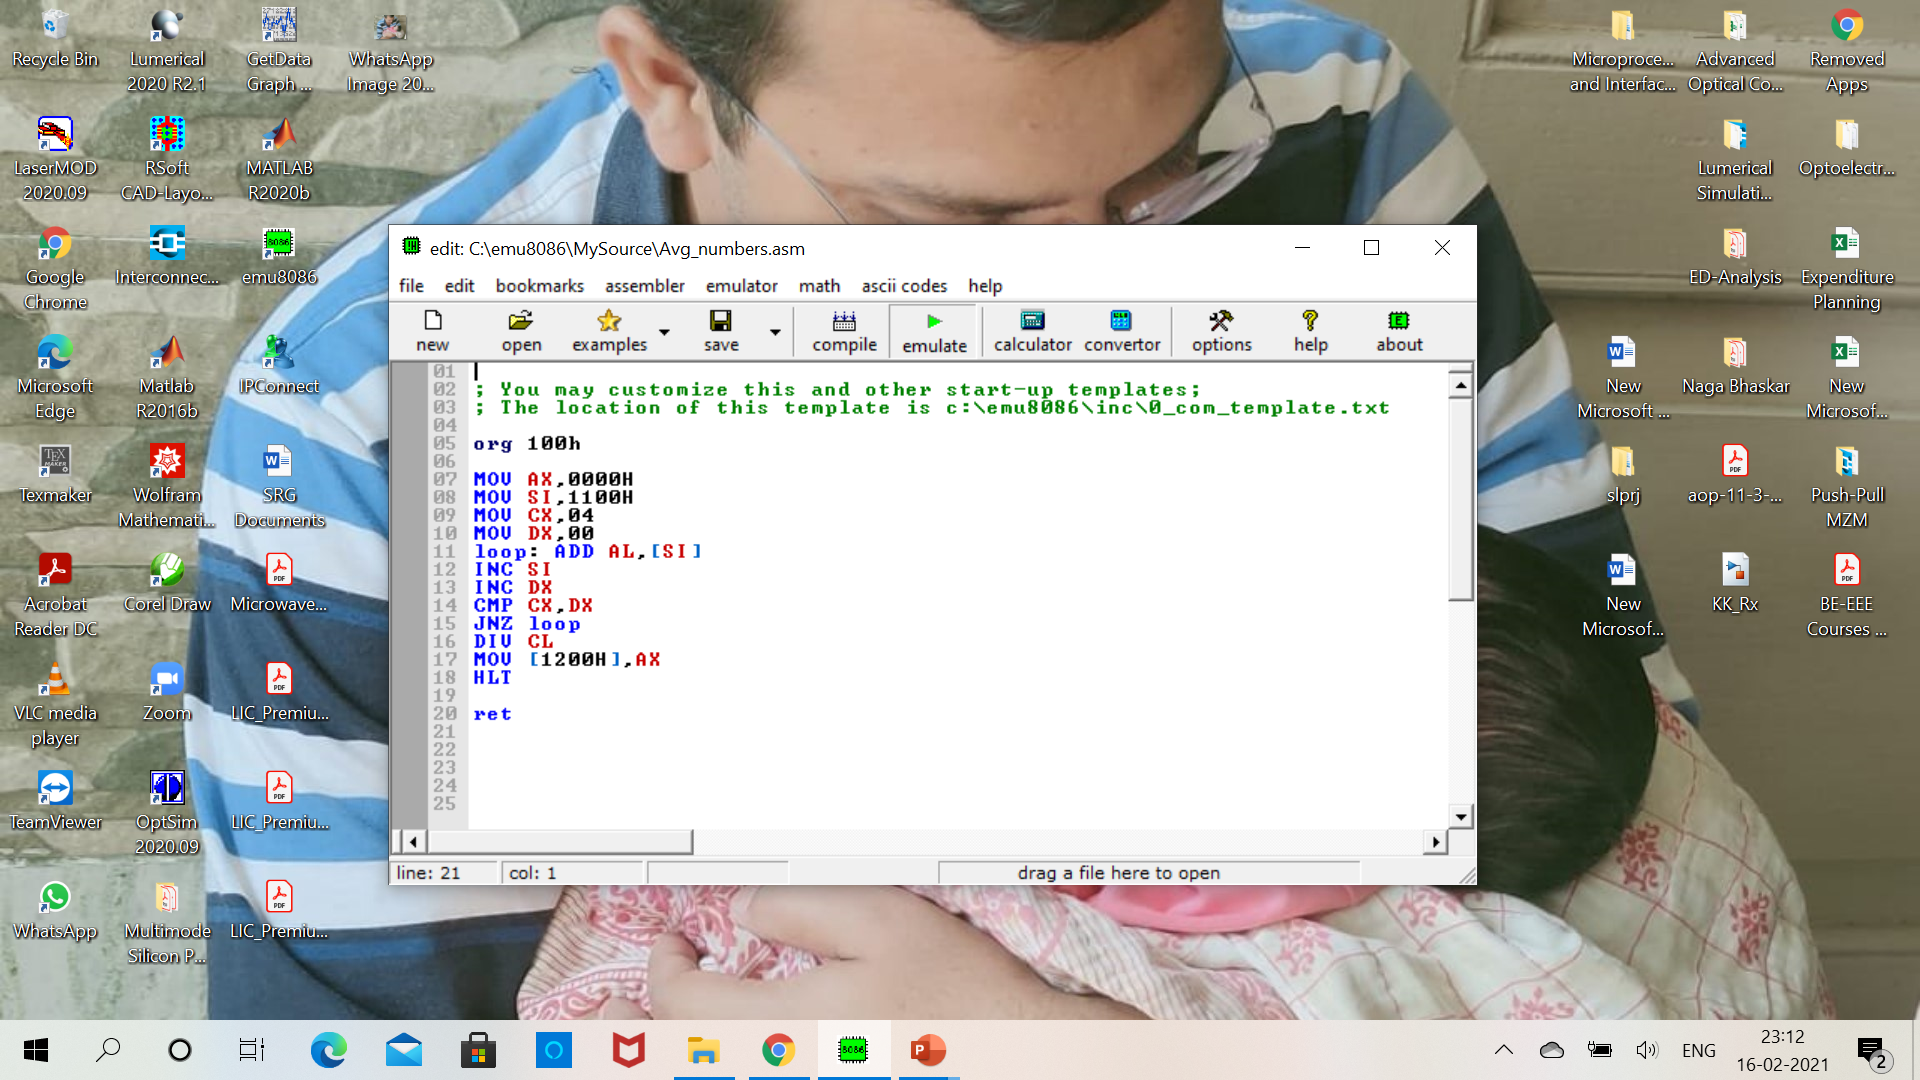 Recycle Bin
Lumerical
2020 R2.1
GetData
Graph ...
WhatsApp
Image 20...
LaserMOD
2020.09
RSoft
CAD-Layo...
MATLAB
R2020b
Google
Chrome
Interconnec...
emu8086
Microsoft
Edge
Matlab
R2016b
IPConnect
Texmaker
Wolfram
Mathemati...
SRG
Documents
Acrobat
Reader DC
Corel Draw
Microwave...
VLC media
player
Zoom
LIC_Premiu...
TeamViewer
OptSim
2020.09
LIC_Premiu...
WhatsApp
Multimode
Silicon P...
LIC_Premiu...
edit: C:\emu8086\MySource\Avg_numbers.asm
file edit bookmarks assembler emulator math ascii codes help
new open examples save compile emulate calculator convertor options help about
01
02 ; You may customize this and other start-up templates;
03 ; The location of this template is c:\emu8086\inc\0_com_template.txt
04
05 org 100h
06
07 MOV AX,0000H
08 MOV SI,1100H
09 MOV CX,04
10 MOV DX,00
11 loop: ADD AL,[SI]
12 INC SI
13 INC DX
14 CMP CX,DX
15 JNZ loop
16 DIV CL
17 MOV [1200H],AX
18 HLT
19
20 ret
21
22
23
24
25
line: 21 col: 1 drag a file here to open
Microproce...
and Interfac...
Advanced
Optical Co...
Removed
Apps
Lumerical
Simulati...
Optoelectr...
ED-Analysis
Expenditure
Planning
New
Microsoft ...
Naga Bhaskar
New
Microsof...
slprj
aop-11-3-...
Push-Pull
MZM
New
Microsof...
KK_Rx
BE-EEE
Courses ...
ENG
23:12
16-02-2021
2